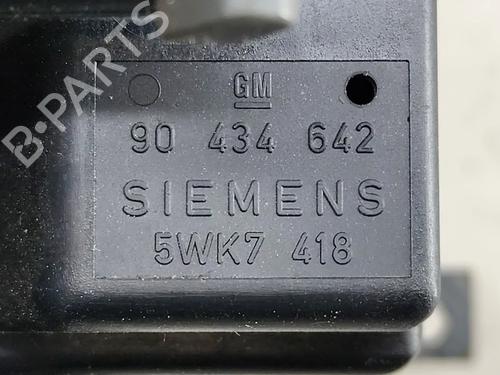 B-PARTS
GM
90 434 642
SIEMENS
5WK7 418